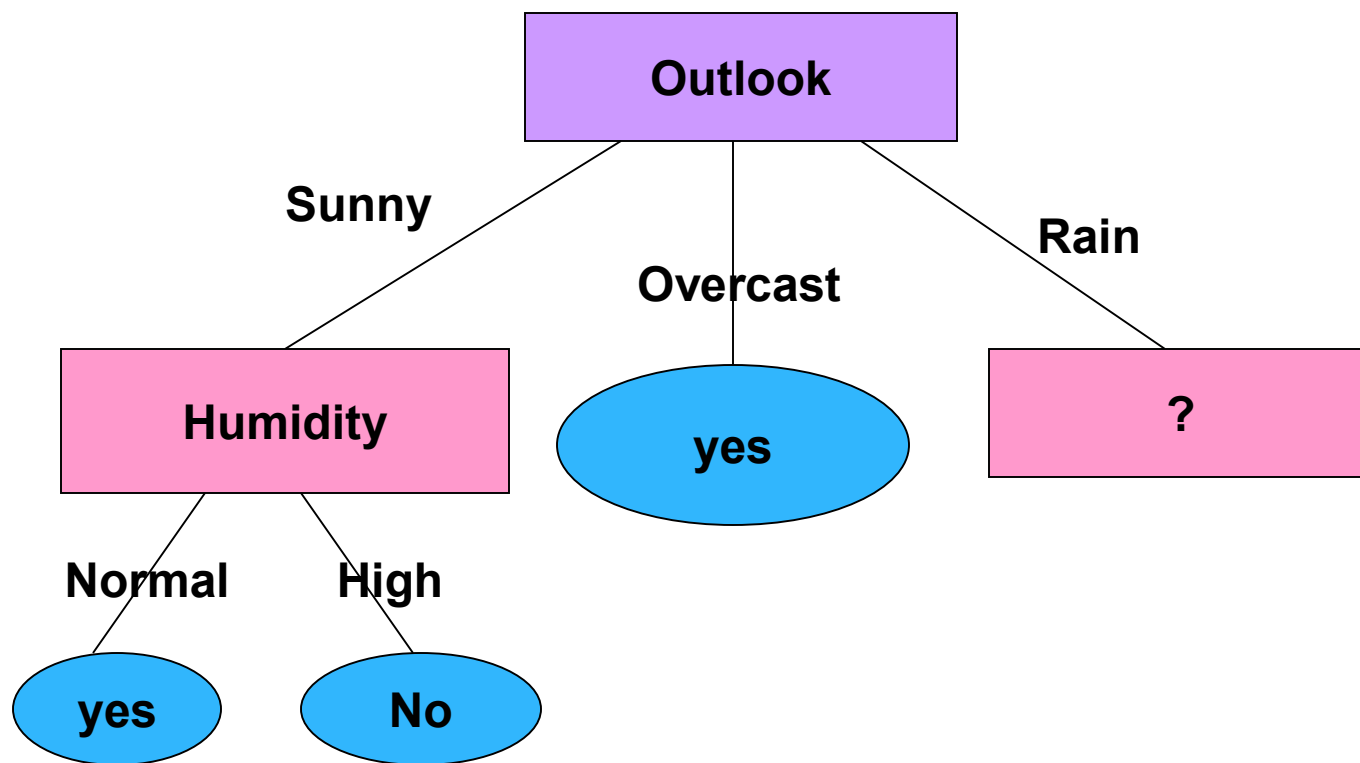 Outlook
Sunny
Rain
Overcast
Humidity
yes
?
Normal
High
yes
No